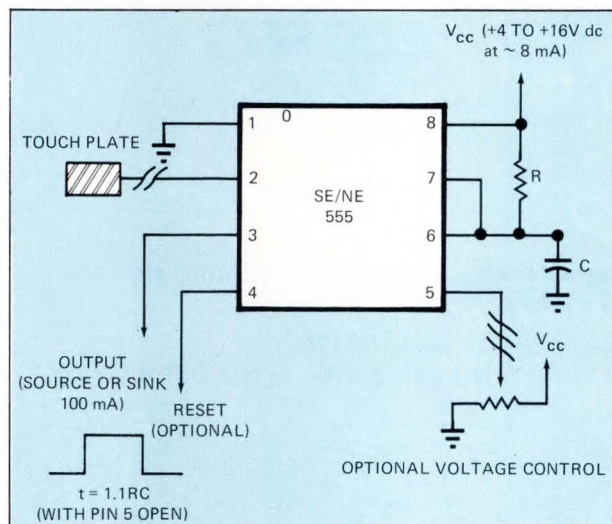 V_CC (+4 TO +16V dc
at ~ 8 mA)
TOUCH PLATE
1
0
8
2
7
3
6
4
5
SE/NE
555
R
C
V_CC
OUTPUT
(SOURCE OR SINK
100 mA)
RESET
(OPTIONAL)
OPTIONAL VOLTAGE CONTROL
t = 1.1RC
(WITH PIN 5 OPEN)